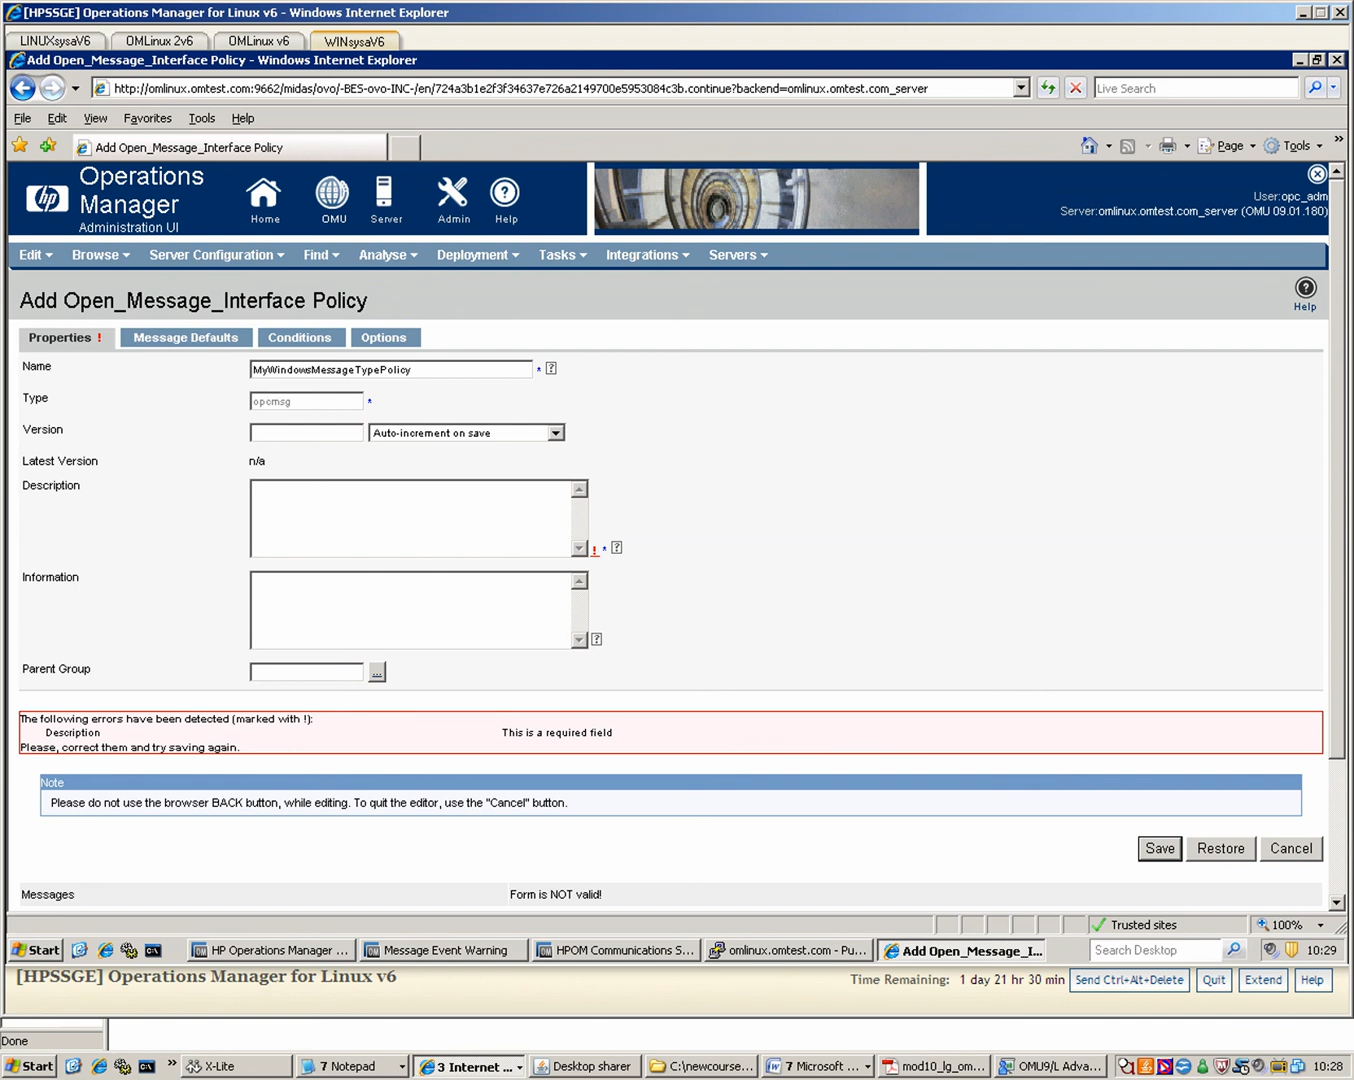 [HPSSGE] Operations Manager for Linux v6 - Windows Internet Explorer
LINUXsysaV6 OMLinux 2v6 OMLinux v6 WINsysaV6
Add Open_Message_Interface Policy - Windows Internet Explorer
http://omlinux.omtest.com:9662/midas/ovo/-BES-ovo-INC-/en/724a3b1e2f3f34637e726a2149700e5953084c3b.continue?backend=omlinux.omtest.com_server
Live Search
File Edit View Favorites Tools Help
Add Open_Message_Interface Policy
Page Tools »
hp
Operations Manager
Administration UI
Home OMU Server Admin Help
User:opc_adm
Server:omlinux.omtest.com_server (OMU 09.01.180)
Edit Browse Server Configuration Find Analyse Deployment Tasks Integrations Servers
Add Open_Message_Interface Policy
Help
Properties ! Message Defaults Conditions Options
Name MyWindowsMessageTypePolicy * ?
Type opcmsg *
Version Auto-increment on save
Latest Version n/a
Description ! * ?
Information ?
Parent Group ...
The following errors have been detected (marked with !):
Description This is a required field
Please, correct them and try saving again.
Note
Please do not use the browser BACK button, while editing. To quit the editor, use the "Cancel" button.
Save Restore Cancel
Messages Form is NOT valid!
Trusted sites 100%
Start HP Operations Manager ... Message Event Warning HPOM Communications S... omlinux.omtest.com - Pu... Add Open_Message_I... Search Desktop 10:29
[HPSSGE] Operations Manager for Linux v6 Time Remaining: 1 day 21 hr 30 min Send Ctrl+Alt+Delete Quit Extend Help
Done
Start » X-Lite 7 Notepad 3 Internet ... Desktop sharer C:\newcourse... 7 Microsoft ... mod10_lg_om... OMU9/L Adva... 10:28